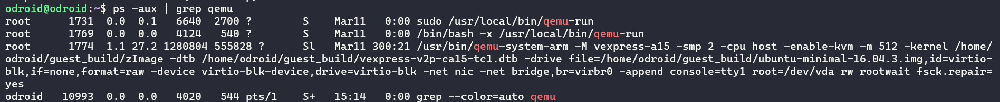 odroid@odroid:~$ ps -aux | grep qemu
root      1731  0.0  0.1   6640  2700 ?        S    Mar11   0:00 sudo /usr/local/bin/qemu-run
root      1769  0.0  0.0   4124   540 ?        S    Mar11   0:00 /bin/bash -x /usr/local/bin/qemu-run
root      1774  1.1 27.2 1280804 555828 ?      Sl   Mar11 300:21 /usr/bin/qemu-system-arm -M vexpress-a15 -smp 2 -cpu host -enable-kvm -m 512 -kernel /home/
odroid/guest_build/zImage -dtb /home/odroid/guest_build/vexpress-v2p-ca15-tc1.dtb -drive file=/home/odroid/guest_build/ubuntu-minimal-16.04.3.img,id=virtio-
blk,if=none,format=raw -device virtio-blk-device,drive=virtio-blk -net nic -net bridge,br=virbr0 -append console=tty1 root=/dev/vda rw rootwait fsck.repair=
yes
odroid   10993  0.0  0.0   4020   544 pts/1    S+   15:14   0:00 grep --color=auto qemu